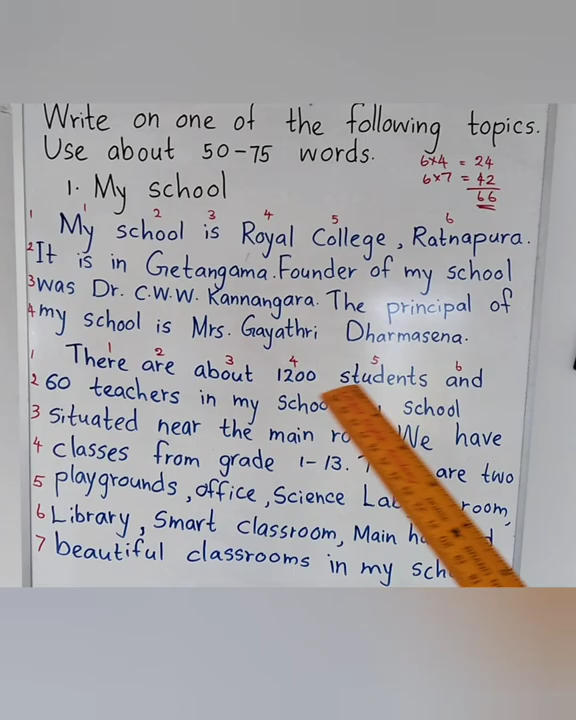 Write on one of the following topics.
Use about 50-75 words.
6×4 = 24
6×7 = 42
66
1. My school
1 2 3 4 5 6
1 My school is Royal College, Ratnapura.
2 It is in Getangama. Founder of my school
3 was Dr. C.W.W. Kannangara. The principal of
4 my school is Mrs. Gayathri Dharmasena.
1 2 3 4 5 6
1 There are about 1200 students and
2 60 teachers in my school
3 situated near the main We have
4 classes from grade 1-13. are two
5 playgrounds, office, Science room,
6 Library, Smart classroom, Main
7 beautiful classrooms in my